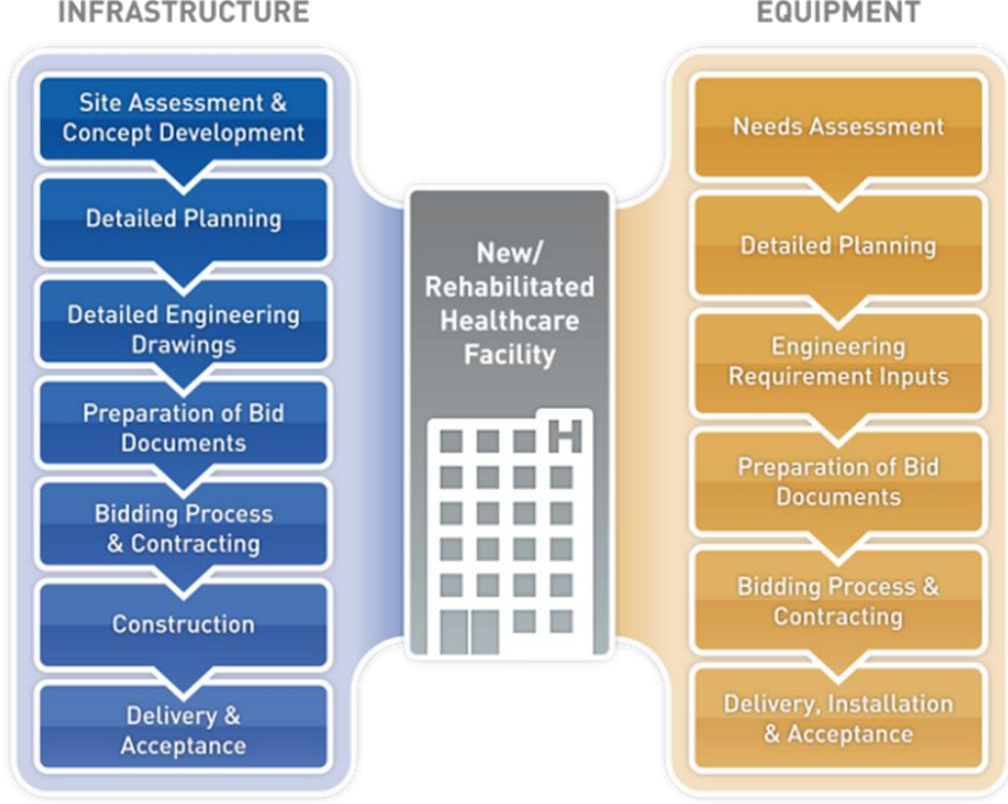 INFRASTRUCTURE
Site Assessment &
Concept Development
Detailed Planning
Detailed Engineering
Drawings
Preparation of Bid
Documents
Bidding Process
& Contracting
Construction
Delivery &
Acceptance
New/
Rehabilitated
Healthcare
Facility
H
EQUIPMENT
Needs Assessment
Detailed Planning
Engineering
Requirement Inputs
Preparation of Bid
Documents
Bidding Process &
Contracting
Delivery, Installation
& Acceptance